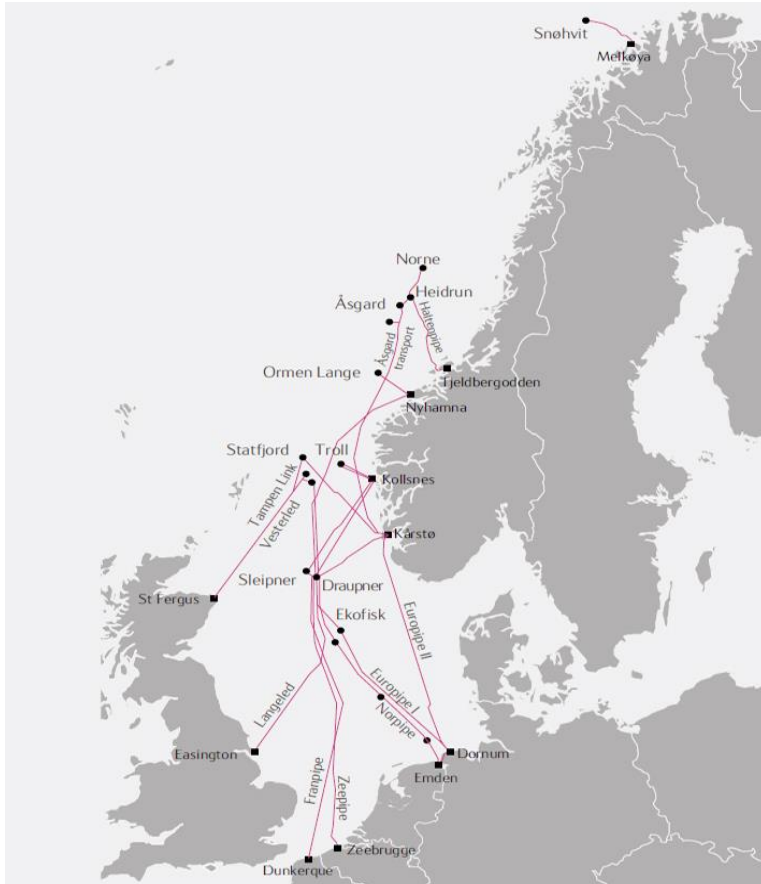 Snøhvit
Melkøya
Norne
Heidrun
Åsgard
Haltenpipe
Åsgard
transport
Ormen Lange
Tjeldbergodden
Nyhamna
Statfjord
Troll
Tampen Link
Kollsnes
Vesterled
Kårstø
Sleipner
Draupner
St Fergus
Ekofisk
Europipe II
Europipe I
Langeled
Norpipe
Easington
Dornum
Emden
Franpipe
Zeepipe
Zeebrugge
Dunkerque